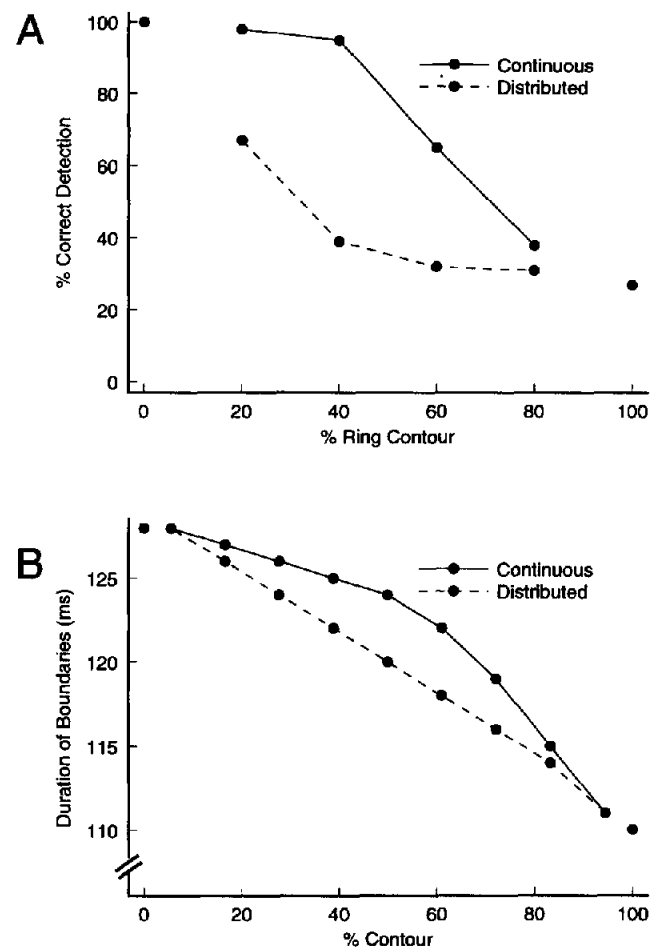 A
100
80
60
40
20
0
% Correct Detection
Continuous
Distributed
0 20 40 60 80 100
% Ring Contour
B
125
120
115
110
Duration of Boundaries (ms)
Continuous
Distributed
0 20 40 60 80 100
% Contour